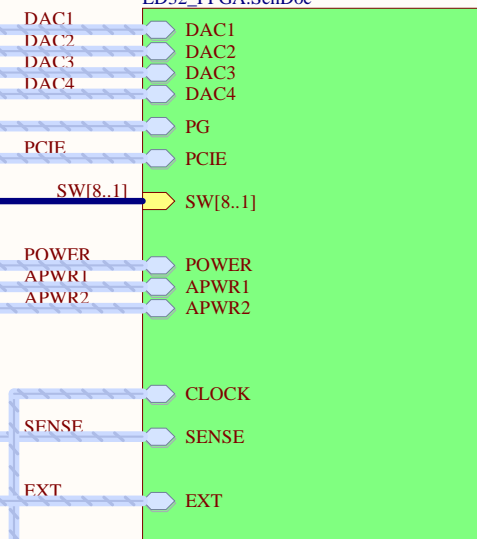 DAC1 DAC1
DAC2 DAC2
DAC3 DAC3
DAC4 DAC4
PG
PCIE PCIE
SW[8..1] SW[8..1]
POWER POWER
APWR1 APWR1
APWR2 APWR2
CLOCK
SENSE SENSE
EXT EXT